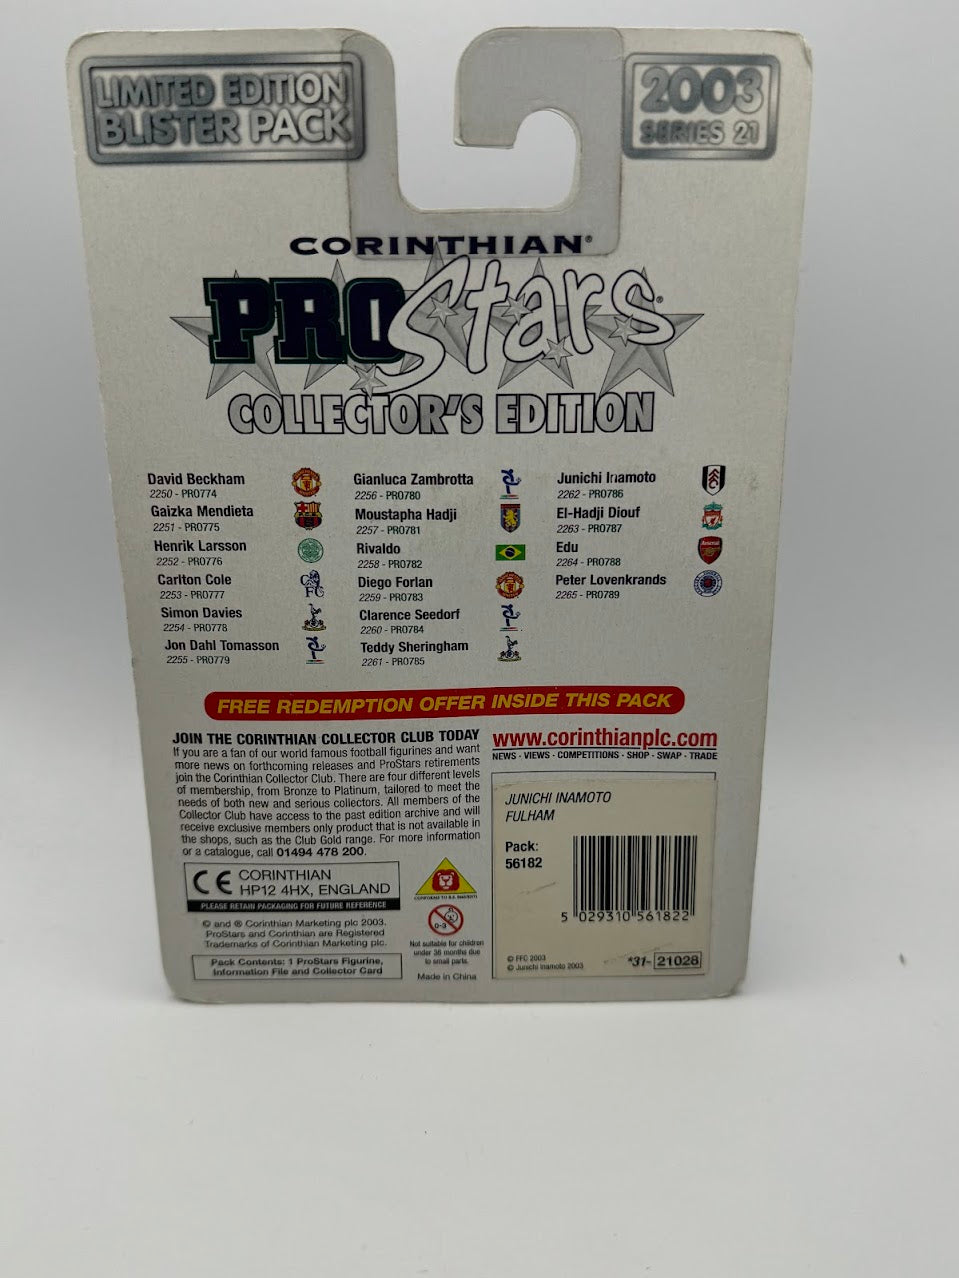 LIMITED EDITION
BLISTER PACK
2003
SERIES 21
CORINTHIAN®
PROStars®
COLLECTOR'S EDITION
David Beckham
2250 - PRO774
Gaizka Mendieta
2251 - PRO775
Henrik Larsson
2252 - PRO776
Carlton Cole
2253 - PRO777
Simon Davies
2254 - PRO778
Jon Dahl Tomasson
2255 - PRO779
Gianluca Zambrotta
2256 - PRO780
Moustapha Hadji
2257 - PRO781
Rivaldo
2258 - PRO782
Diego Forlan
2259 - PRO783
Clarence Seedorf
2260 - PRO784
Teddy Sheringham
2261 - PRO785
Junichi Inamoto
2262 - PRO786
El-Hadji Diouf
2263 - PRO787
Edu
2264 - PRO788
Peter Lovenkrands
2265 - PRO789
FREE REDEMPTION OFFER INSIDE THIS PACK
JOIN THE CORINTHIAN COLLECTOR CLUB TODAY
If you are a fan of our world famous football figurines and want
more news on forthcoming releases and ProStars retirements
join the Corinthian Collector Club. There are four different levels
of membership, from Bronze to Platinum, tailored to meet the
needs of both new and serious collectors. All members of the
Collector Club have access to the past edition archive and will
receive exclusive members only product that is not available in
the shops, such as the Club Gold range. For more information
or a catalogue, call 01494 478 200.
CE CORINTHIAN
HP12 4HX, ENGLAND
PLEASE RETAIN PACKAGING FOR FUTURE REFERENCE
© and ® Corinthian Marketing plc 2003.
ProStars and Corinthian are Registered
Trademarks of Corinthian Marketing plc.
Pack Contents: 1 ProStars Figurine,
Information File and Collector Card
0-3
Not suitable for children
under 36 months due
to small parts.
Made in China
www.corinthianplc.com
NEWS - VIEWS - COMPETITIONS - SHOP - SWAP - TRADE
JUNICHI INAMOTO
FULHAM
Pack:
56182
5 029310 561822
© FFC 2003
© Junichi Inamoto 2003
*31- 21028